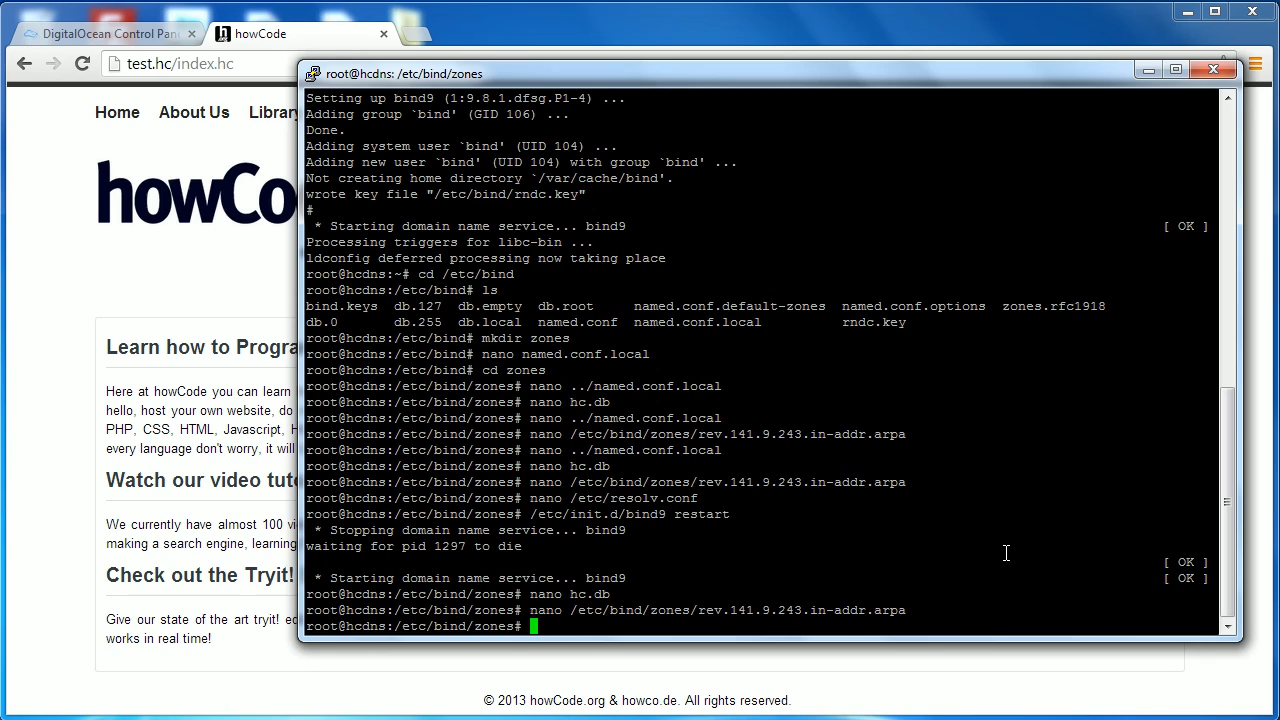 DigitalOcean Control Pan
howCode
test.hc/index.hc
root@hcdns: /etc/bind/zones
Home About Us Library
howCo
Learn how to Progra
Here at howCode you can learn
hello, host your own website, do
PHP, CSS, HTML, Javascript, H
every language don't worry, it will
Watch our video tuto
We currently have almost 100 vi
making a search engine, learning
Check out the Tryit!
Give our state of the art tryit! ed
works in real time!
© 2013 howCode.org & howco.de. All rights reserved.
Setting up bind9 (1:9.8.1.dfsg.P1-4) ...
Adding group `bind' (GID 106) ...
Done.
Adding system user `bind' (UID 104) ...
Adding new user `bind' (UID 104) with group `bind' ...
Not creating home directory `/var/cache/bind'.
wrote key file "/etc/bind/rndc.key"
#
 * Starting domain name service... bind9 [ OK ]
Processing triggers for libc-bin ...
ldconfig deferred processing now taking place
root@hcdns:~# cd /etc/bind
root@hcdns:/etc/bind# ls
bind.keys db.127 db.empty db.root named.conf.default-zones named.conf.options zones.rfc1918
db.0 db.255 db.local named.conf named.conf.local rndc.key
root@hcdns:/etc/bind# mkdir zones
root@hcdns:/etc/bind# nano named.conf.local
root@hcdns:/etc/bind# cd zones
root@hcdns:/etc/bind/zones# nano ../named.conf.local
root@hcdns:/etc/bind/zones# nano hc.db
root@hcdns:/etc/bind/zones# nano ../named.conf.local
root@hcdns:/etc/bind/zones# nano /etc/bind/zones/rev.141.9.243.in-addr.arpa
root@hcdns:/etc/bind/zones# nano ../named.conf.local
root@hcdns:/etc/bind/zones# nano hc.db
root@hcdns:/etc/bind/zones# nano /etc/bind/zones/rev.141.9.243.in-addr.arpa
root@hcdns:/etc/bind/zones# nano /etc/resolv.conf
root@hcdns:/etc/bind/zones# /etc/init.d/bind9 restart
 * Stopping domain name service... bind9
waiting for pid 1297 to die
[ OK ]
 * Starting domain name service... bind9 [ OK ]
root@hcdns:/etc/bind/zones# nano hc.db
root@hcdns:/etc/bind/zones# nano /etc/bind/zones/rev.141.9.243.in-addr.arpa
root@hcdns:/etc/bind/zones#